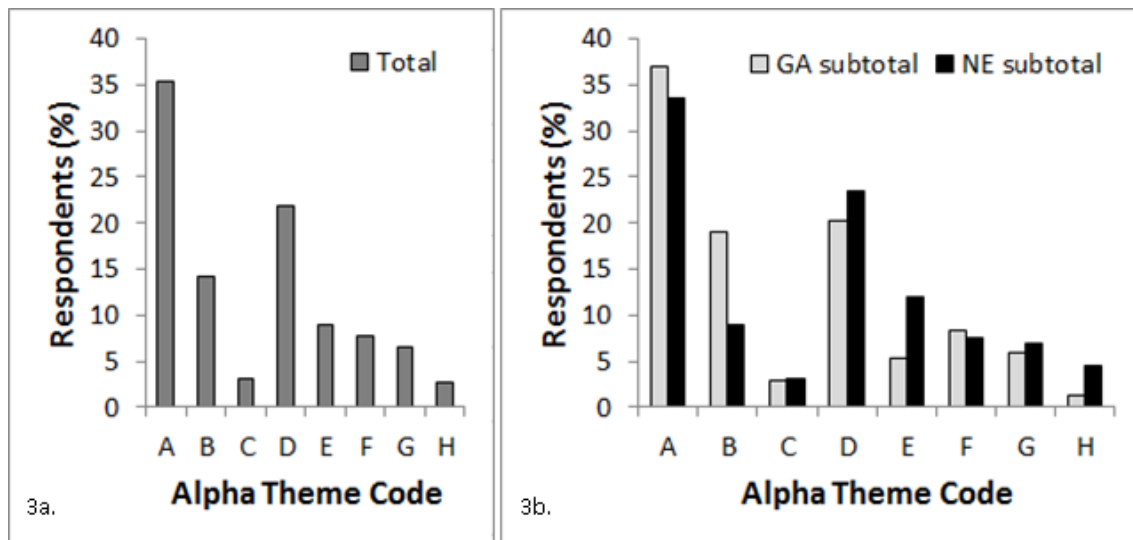 40
35
30
25
20
15
10
5
0
Respondents (%)
Total
A B C D E F G H
Alpha Theme Code
3a.
40
35
30
25
20
15
10
5
0
Respondents (%)
GA subtotal NE subtotal
A B C D E F G H
Alpha Theme Code
3b.